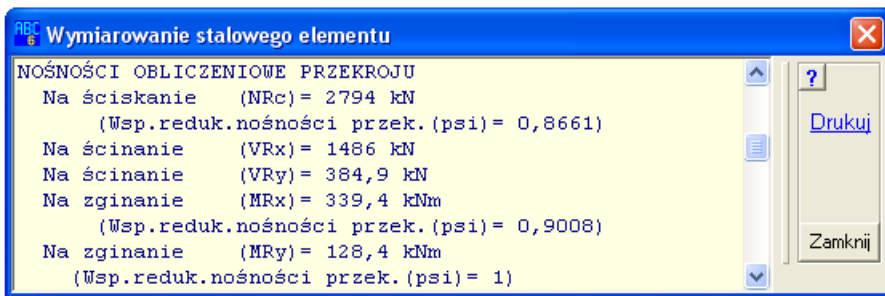 ABC
6
Wymiarowanie stalowego elementu
NOŚNOŚCI OBLICZENIOWE PRZEKROJU
Na ściskanie (NRc)= 2794 kN
(Wsp.reduk.nośności przek.(psi)= 0,8661)
Na ścinanie (VRx)= 1486 kN
Na ścinanie (VRy)= 384,9 kN
Na zginanie (MRx)= 339,4 kNm
(Wsp.reduk.nośności przek.(psi)= 0,9008)
Na zginanie (MRy)= 128,4 kNm
(Wsp.reduk.nośności przek.(psi)= 1)
?
Drukuj
Zamknij